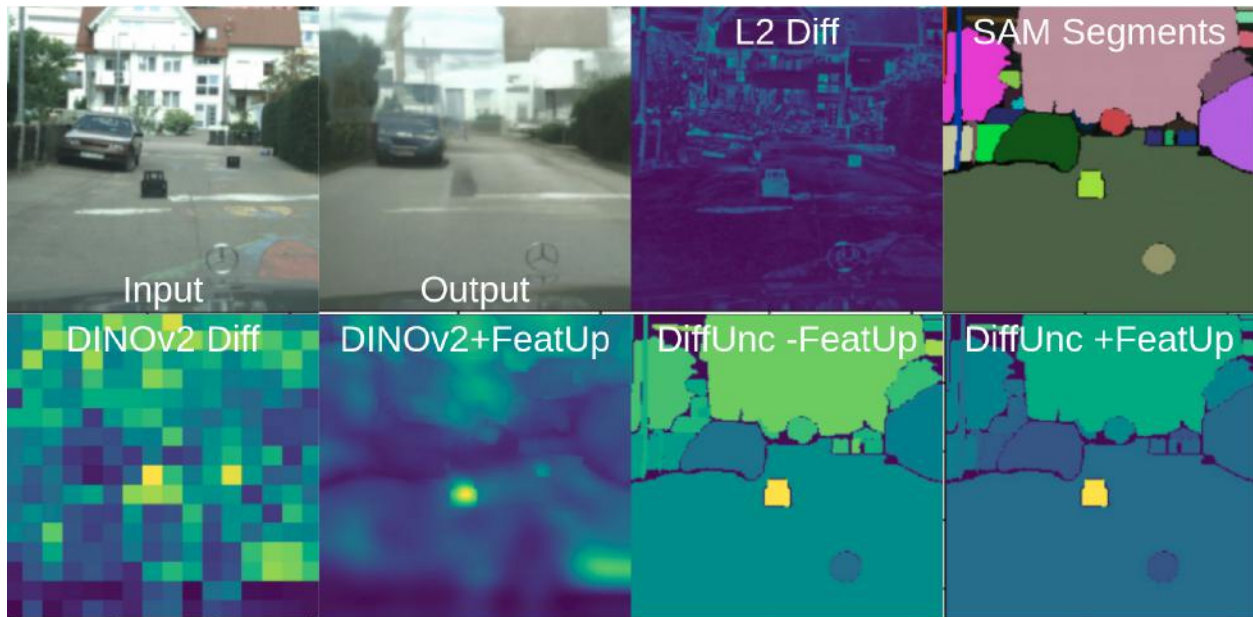 L2 Diff
SAM Segments
Input
Output
DINOv2 Diff
DINOv2+FeatUp
DiffUnc -FeatUp
DiffUnc +FeatUp